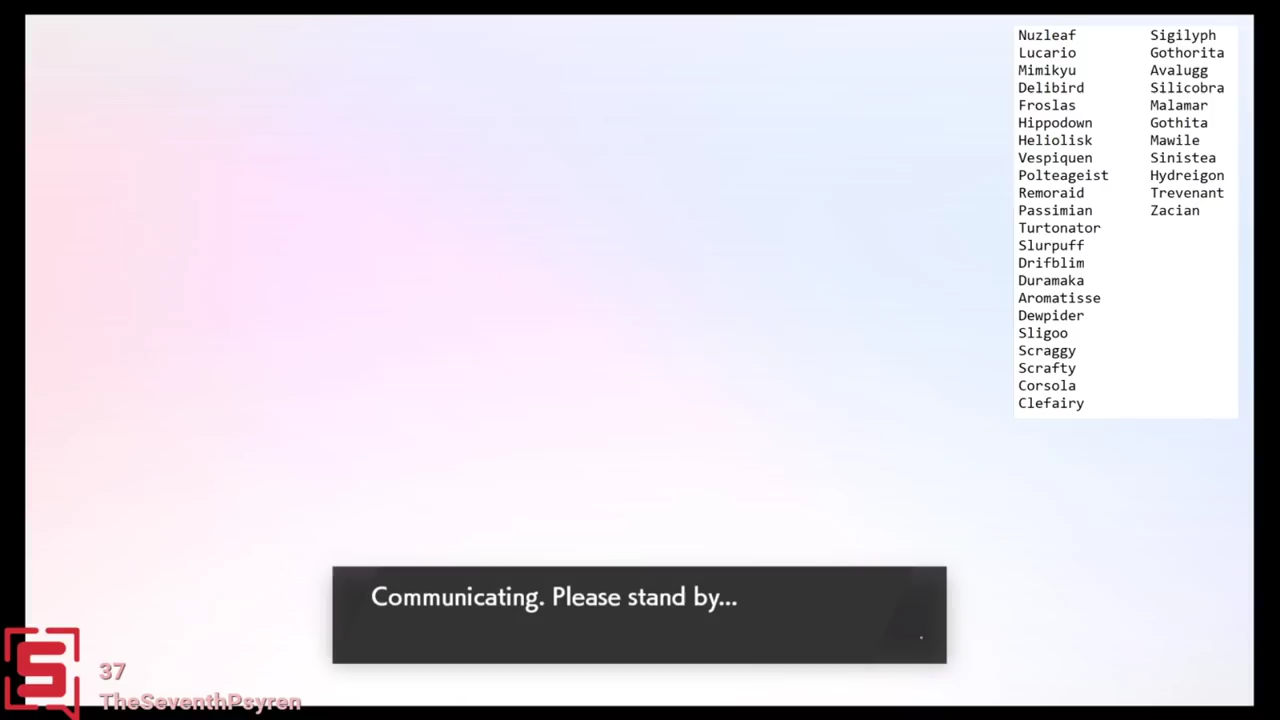 Nuzleaf Sigilyph
Lucario Gothorita
Mimikyu Avalugg
Delibird Silicobra
Froslas Malamar
Hippodown Gothita
Heliolisk Mawile
Vespiquen Sinistea
Polteageist Hydreigon
Remoraid Trevenant
Passimian Zacian
Turtonator
Slurpuff
Drifblim
Duramaka
Aromatisse
Dewpider
Sligoo
Scraggy
Scrafty
Corsola
Clefairy
Communicating. Please stand by...
S
37
TheSeventhPsyren